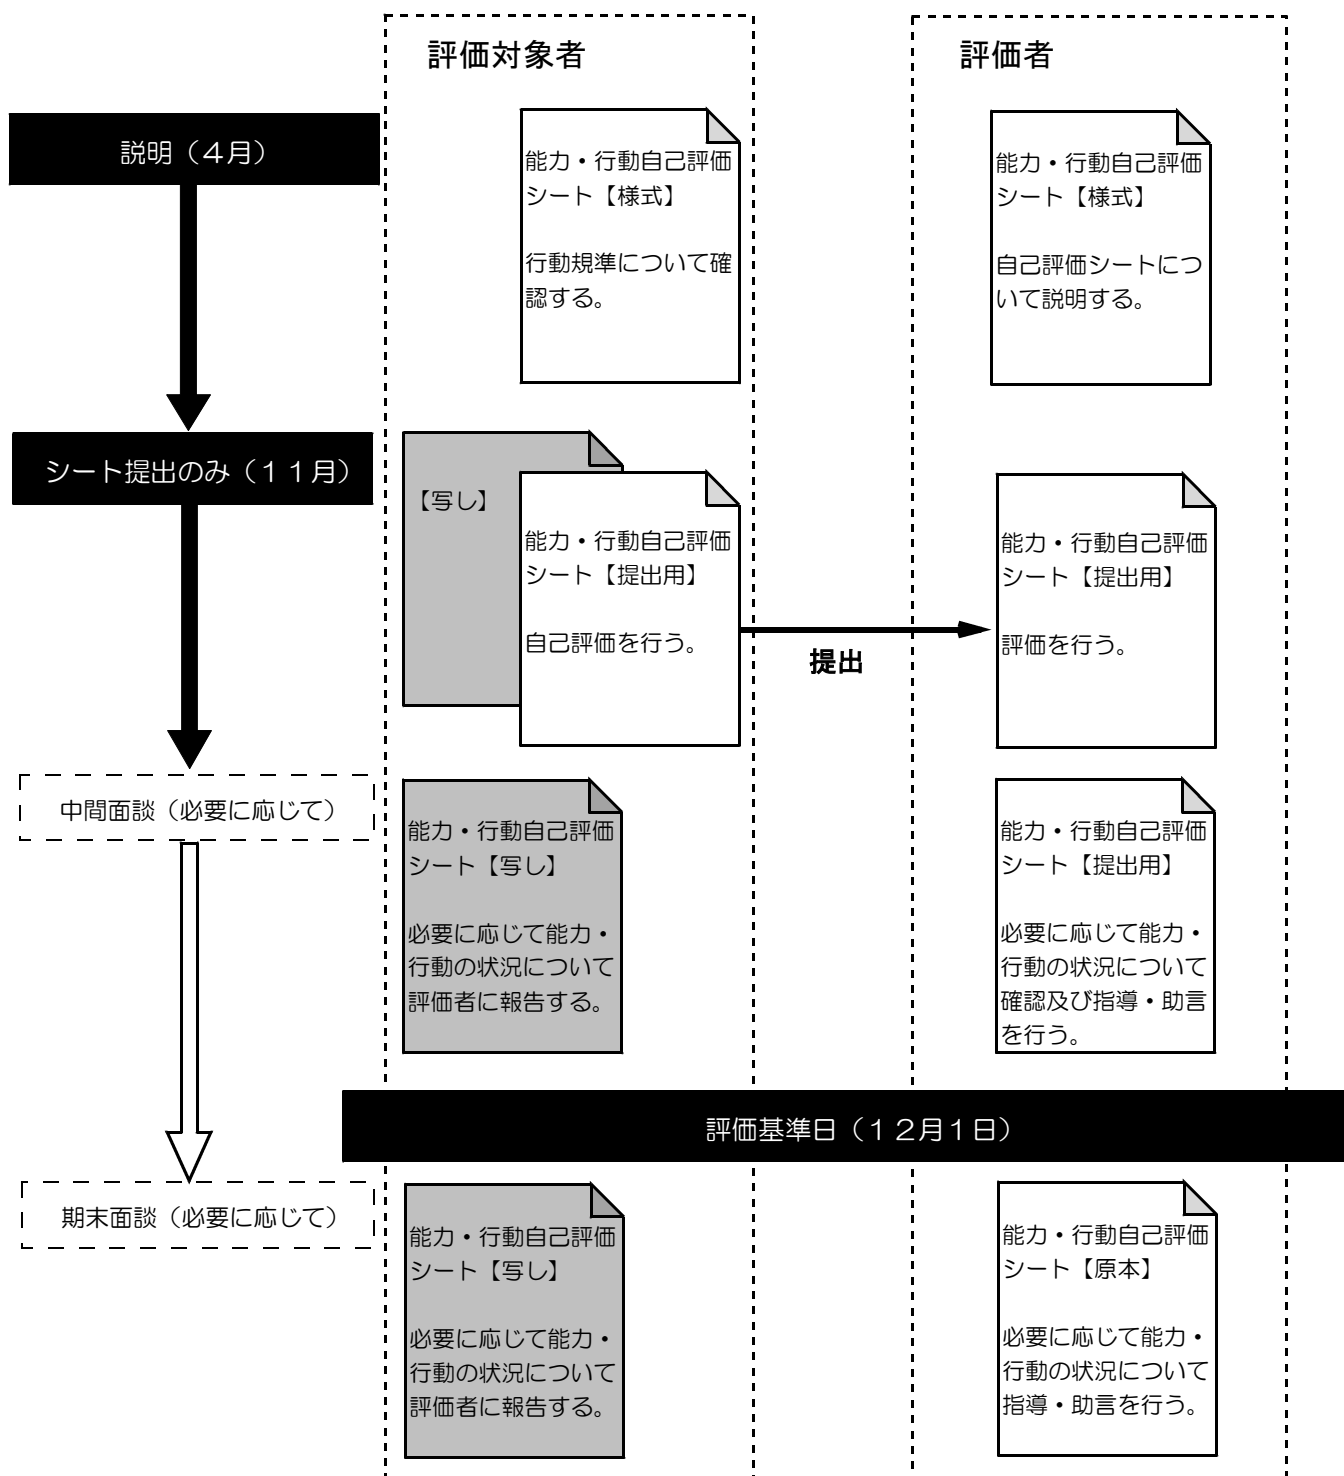 評価対象者
評価者
説明（４月）
能力・行動自己評価
シート【様式】
行動規準について確
認する。
能力・行動自己評価
シート【様式】
自己評価シートにつ
いて説明する。
シート提出のみ（１１月）
【写し】
能力・行動自己評価
シート【提出用】
自己評価を行う。
提出
能力・行動自己評価
シート【提出用】
評価を行う。
中間面談（必要に応じて）
能力・行動自己評価
シート【写し】
必要に応じて能力・
行動の状況について
評価者に報告する。
能力・行動自己評価
シート【提出用】
必要に応じて能力・
行動の状況について
確認及び指導・助言
を行う。
評価基準日（１２月１日）
期末面談（必要に応じて）
能力・行動自己評価
シート【写し】
必要に応じて能力・
行動の状況について
評価者に報告する。
能力・行動自己評価
シート【原本】
必要に応じて能力・
行動の状況について
指導・助言を行う。